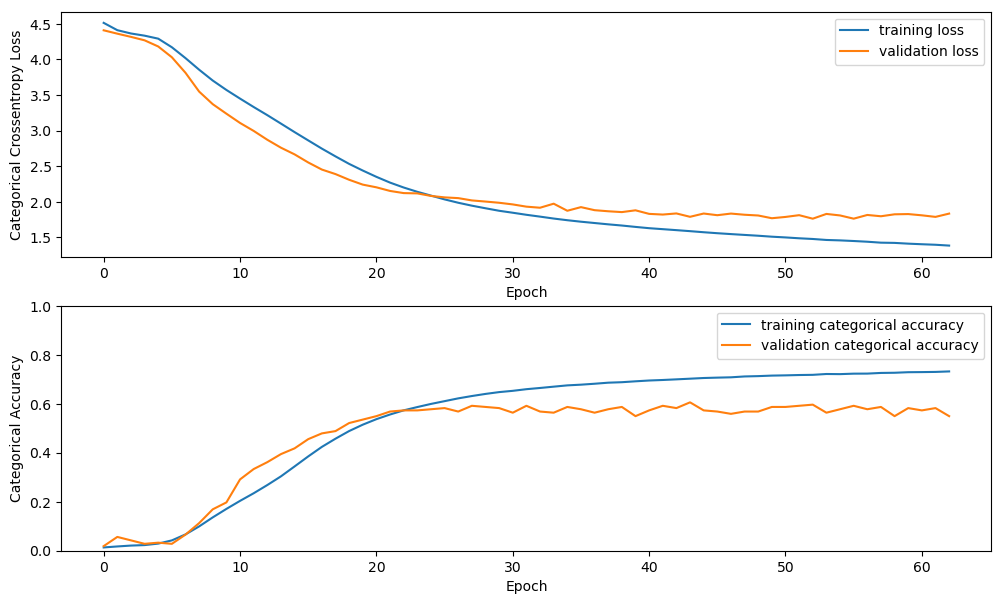 4.5
4.0
3.5
3.0
2.5
2.0
1.5
Categorical Crossentropy Loss
training loss
validation loss
0 10 20 30 40 50 60
Epoch
1.0
0.8
0.6
0.4
0.2
0.0
Categorical Accuracy
training categorical accuracy
validation categorical accuracy
0 10 20 30 40 50 60
Epoch